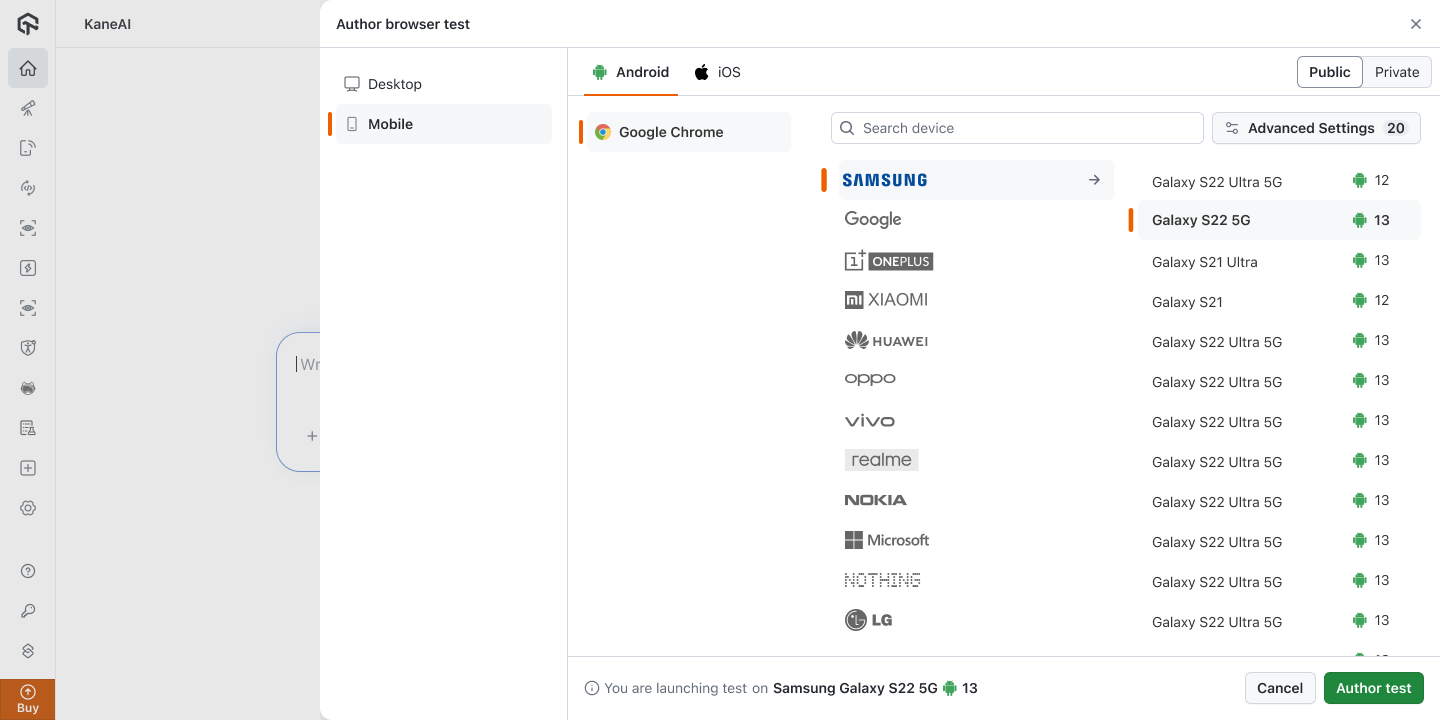 KaneAI
Author browser test
Desktop
Mobile
Android
iOS
Public
Private
Google Chrome
Search device
Advanced Settings 20
SAMSUNG
Google
1+ ONEPLUS
mi XIAOMI
HUAWEI
oppo
vivo
realme
NOKIA
Microsoft
NOTHING
LG
Galaxy S22 Ultra 5G 12
Galaxy S22 5G 13
Galaxy S21 Ultra 13
Galaxy S21 12
Galaxy S22 Ultra 5G 13
Galaxy S22 Ultra 5G 13
Galaxy S22 Ultra 5G 13
Galaxy S22 Ultra 5G 13
Galaxy S22 Ultra 5G 13
Galaxy S22 Ultra 5G 13
Galaxy S22 Ultra 5G 13
Galaxy S22 Ultra 5G 13
Wr
Buy
You are launching test on Samsung Galaxy S22 5G 13
Cancel
Author test